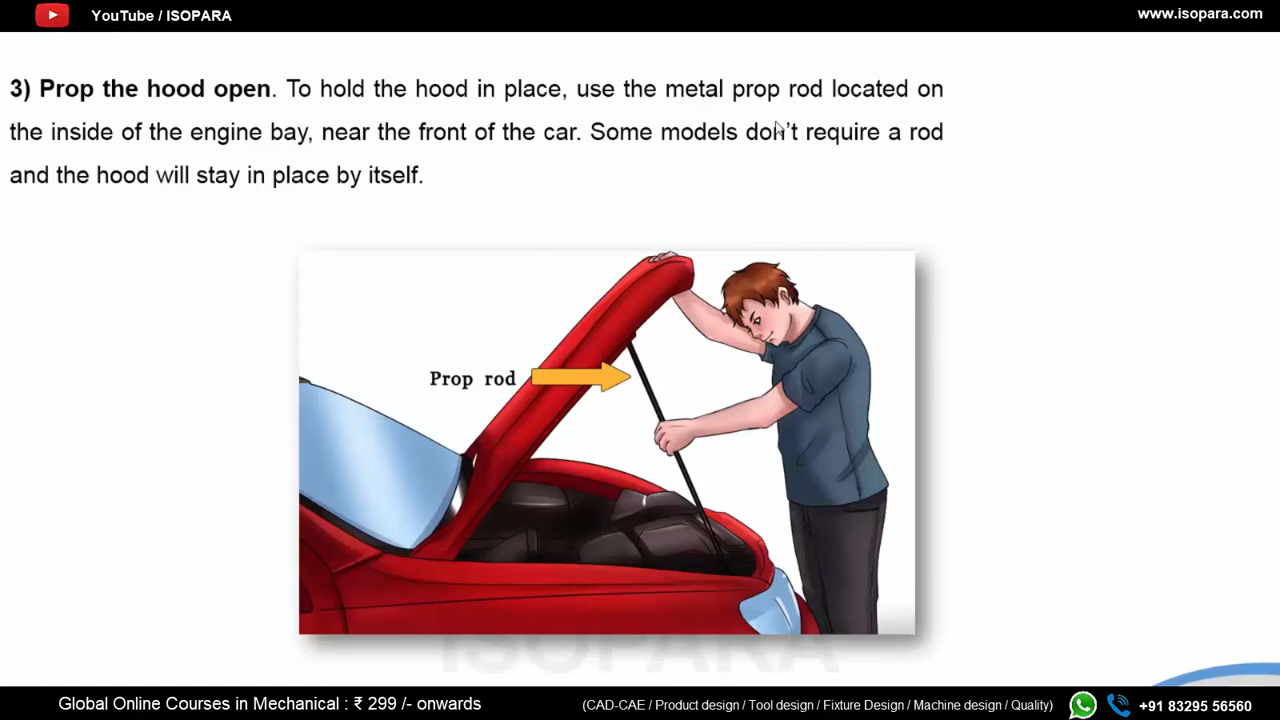 YouTube / ISOPARA
www.isopara.com
3) Prop the hood open. To hold the hood in place, use the metal prop rod located on
the inside of the engine bay, near the front of the car. Some models don’t require a rod
and the hood will stay in place by itself.
Prop rod
ISOPARA
Global Online Courses in Mechanical : ₹ 299 /- onwards
(CAD-CAE / Product design / Tool design / Fixture Design / Machine design / Quality)
+91 83295 56560